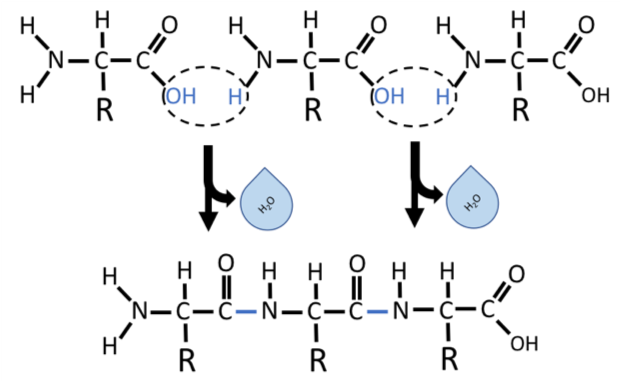 H H O H H O H H O
N C C N C C N C C
H R OH H R OH H R OH
H₂O H₂O
H H O H H O H H O
N C C N C C N C C
H R R R OH